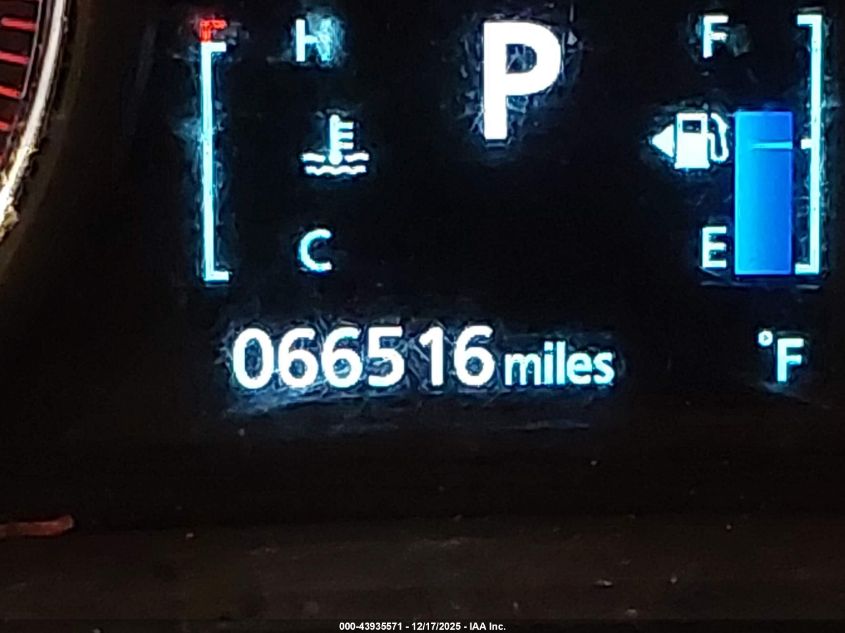 H P F
C E
066516 miles °F
000-43935571 - 12/17/2025 - IAA Inc.